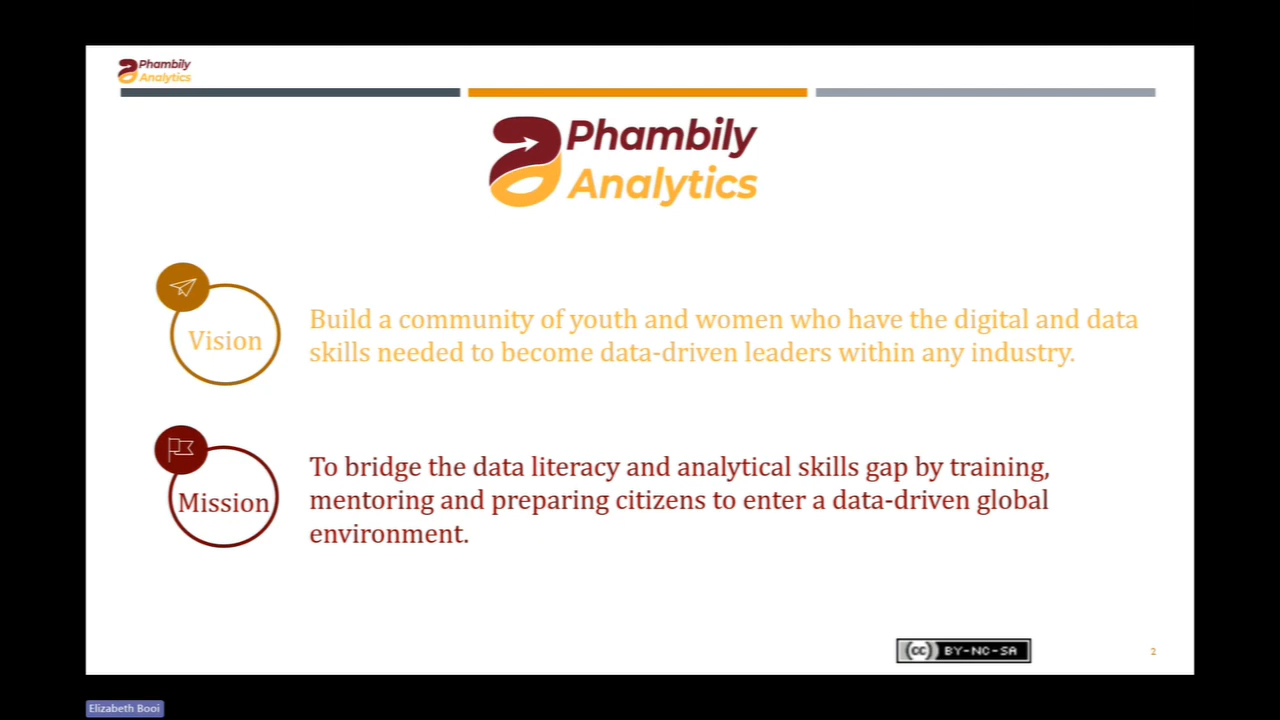 Phambily
Analytics
Phambily
Analytics
Vision
Build a community of youth and women who have the digital and data
skills needed to become data-driven leaders within any industry.
Mission
To bridge the data literacy and analytical skills gap by training,
mentoring and preparing citizens to enter a data-driven global
environment.
(cc) BY-NC-SA
2
Elizabeth Booi